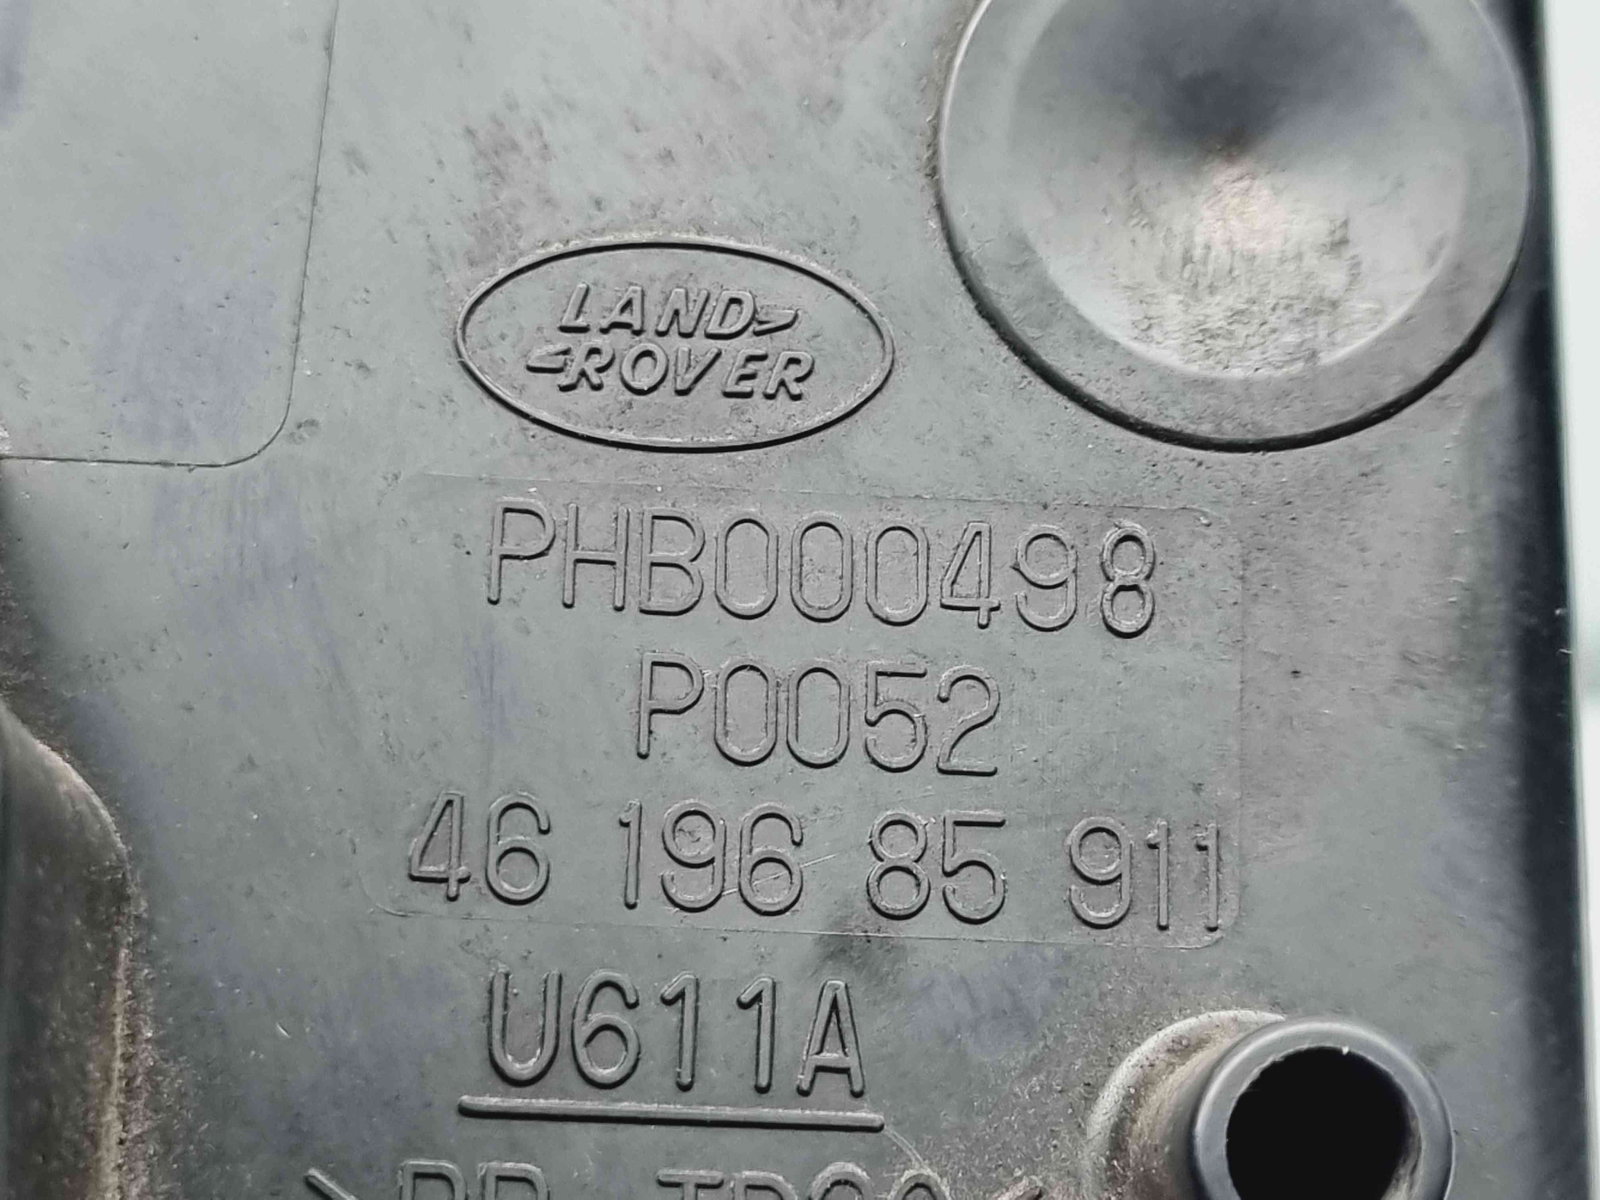 LAND
ROVER
PHB000498
P0052
46 196 85 911
U611A